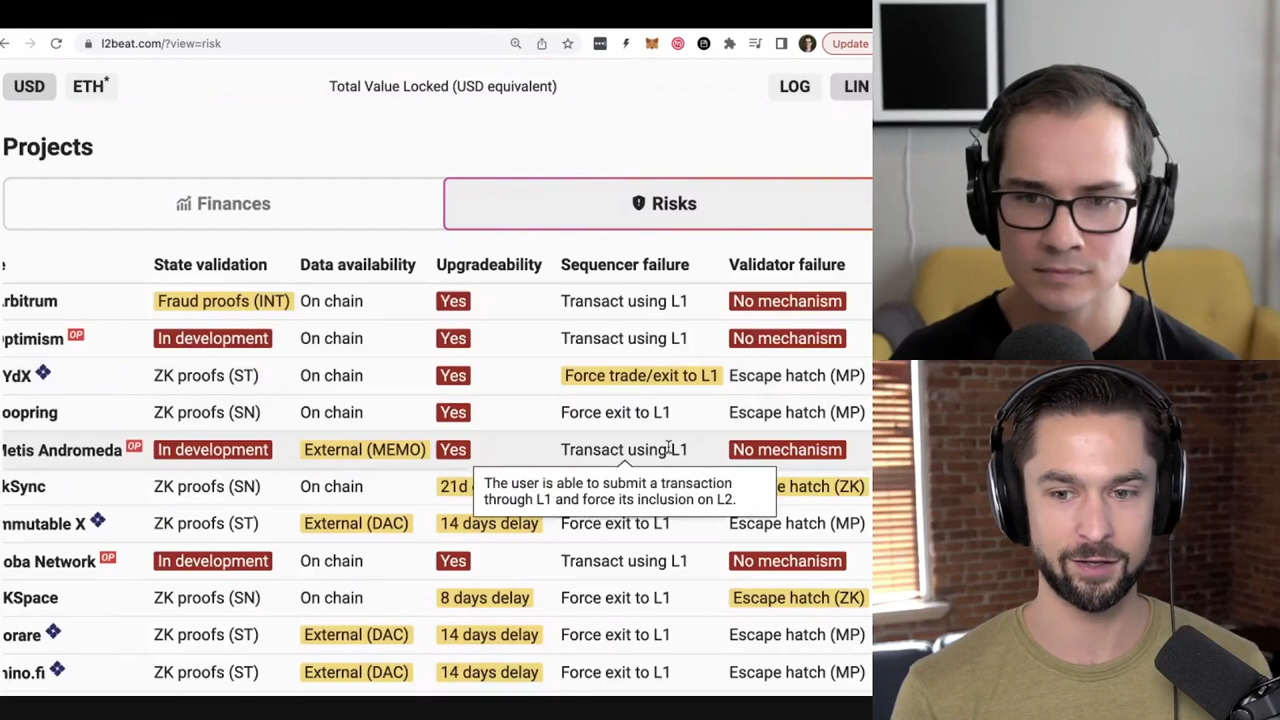 l2beat.com/?view=risk Update
USD ETH* Total Value Locked (USD equivalent) LOG LIN
Projects
Finances Risks
e State validation Data availability Upgradeability Sequencer failure Validator failure
rbitrum Fraud proofs (INT) On chain Yes Transact using L1 No mechanism
ptimism OP In development On chain Yes Transact using L1 No mechanism
YdX ZK proofs (ST) On chain Yes Force trade/exit to L1 Escape hatch (MP)
oopring ZK proofs (SN) On chain Yes Force exit to L1 Escape hatch (MP)
Metis Andromeda OP In development External (MEMO) Yes Transact using L1 No mechanism
kSync ZK proofs (SN) On chain 21d e hatch (ZK)
The user is able to submit a transaction
through L1 and force its inclusion on L2.
mmutable X ZK proofs (ST) External (DAC) 14 days delay Force exit to L1 Escape hatch (MP)
oba Network OP In development On chain Yes Transact using L1 No mechanism
KSpace ZK proofs (SN) On chain 8 days delay Force exit to L1 Escape hatch (ZK)
orare ZK proofs (ST) External (DAC) 14 days delay Force exit to L1 Escape hatch (MP)
hino.fi ZK proofs (ST) External (DAC) 14 days delay Force exit to L1 Escape hatch (MP)